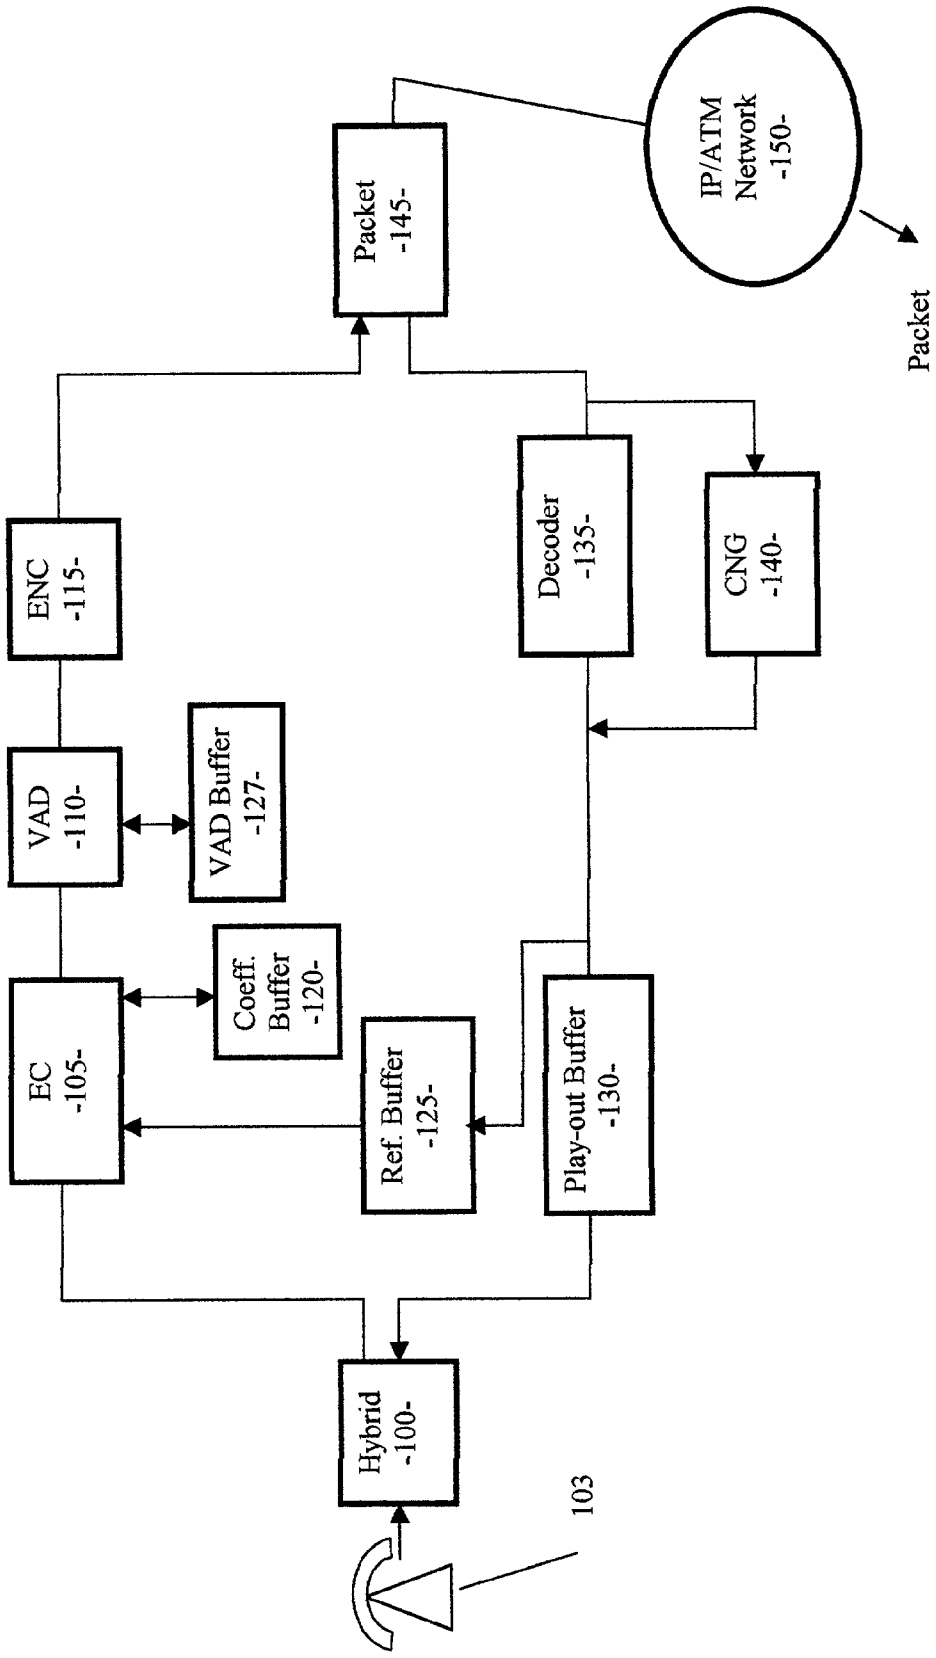 EC
-105-
VAD
-110-
ENC
-115-
Coeff.
Buffer
-120-
VAD Buffer
-127-
Hybrid
-100-
Ref. Buffer
-125-
Packet
-145-
103
Play-out Buffer
-130-
Decoder
-135-
CNG
-140-
IP/ATM
Network
-150-
Packet